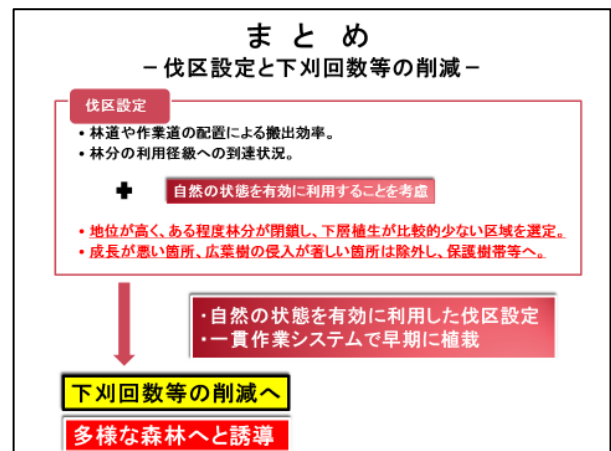 まとめ
－伐区設定と下刈回数等の削減－
伐区設定
・林道や作業道の配置による搬出効率。
・林分の利用径級への到達状況。
＋ 自然の状態を有効に利用することを考慮
・地位が高く、ある程度林分が閉鎖し、下層植生が比較的少ない区域を選定。
・成長が悪い箇所、広葉樹の侵入が著しい箇所は除外し、保護樹帯等へ。
・自然の状態を有効に利用した伐区設定
・一貫作業システムで早期に植栽
下刈回数等の削減へ
多様な森林へと誘導